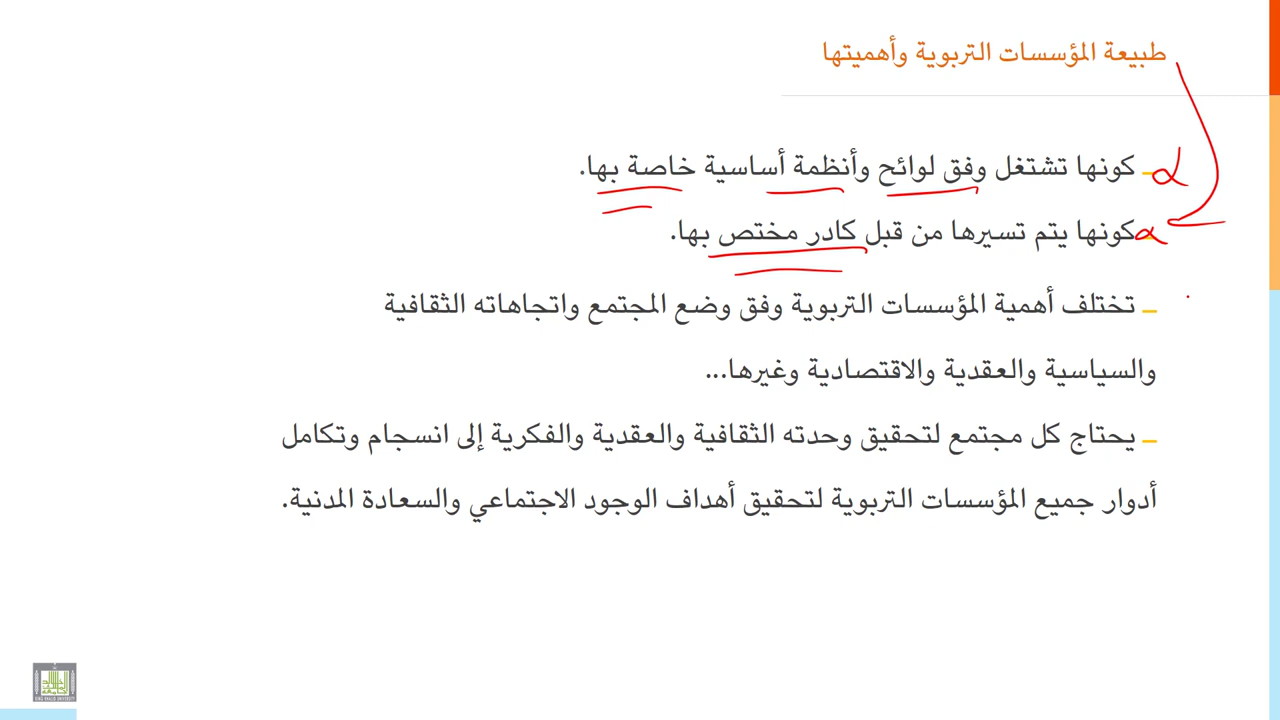 طبيعة المؤسسات التربوية وأهميتها
ـ كونها تشتغل وفق لوائح وأنظمة أساسية خاصة بها.
ـ كونها يتم تسيرها من قبل كادر مختص بها.
ـ تختلف أهمية المؤسسات التربوية وفق وضع المجتمع واتجاهاته الثقافية
والسياسية والعقدية والاقتصادية وغيرها...
ـ يحتاج كل مجتمع لتحقيق وحدته الثقافية والعقدية والفكرية إلى انسجام وتكامل
أدوار جميع المؤسسات التربوية لتحقيق أهداف الوجود الاجتماعي والسعادة المدنية.